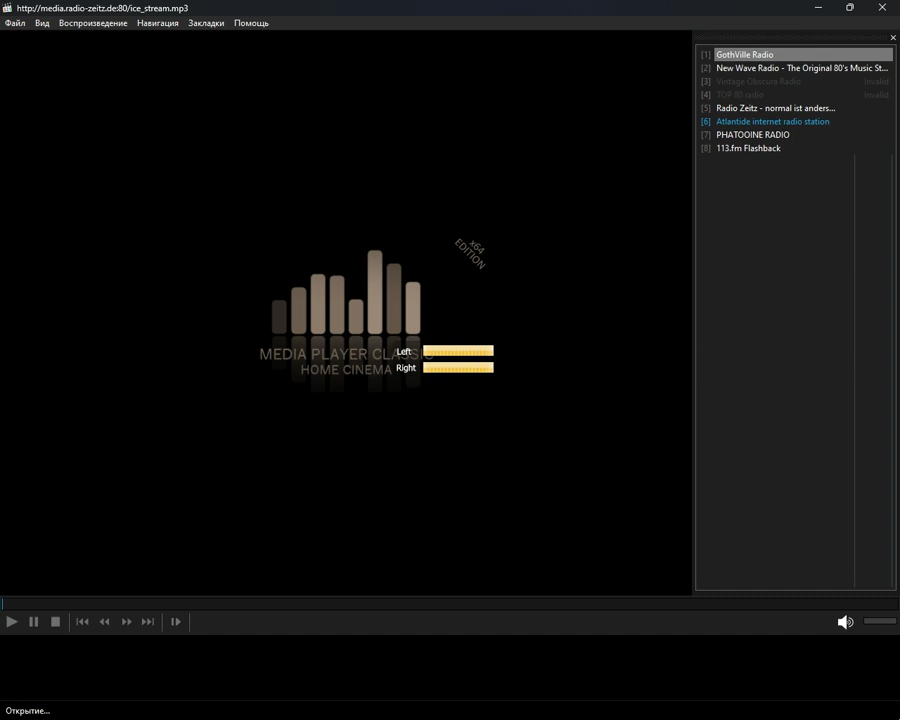 http://media.radio-zeitz.de:80/ice_stream.mp3
Файл Вид Воспроизведение Навигация Закладки Помощь
[1] GothVille Radio
[2] New Wave Radio - The Original 80's Music St...
[3] Vintage Obscura Radio Invalid
[4] TOP 80 radio Invalid
[5] Radio Zeitz - normal ist anders...
[6] Atlantide internet radio station
[7] PHATOOINE RADIO
[8] 113.fm Flashback
x64
EDITION
MEDIA PLAYER CLASSIC
HOME CINEMA
Left
Right
Открытие...